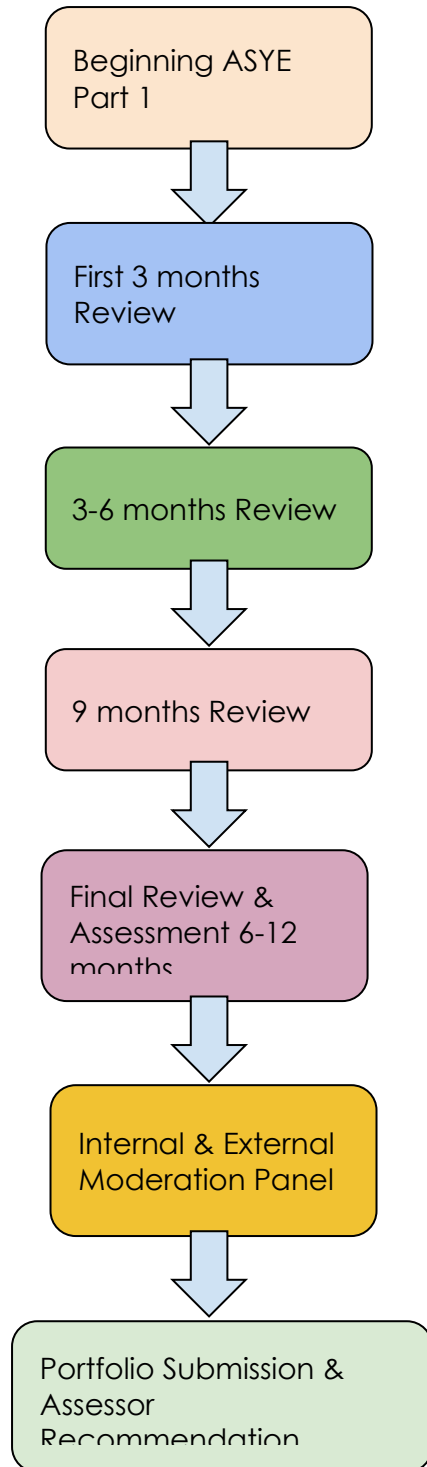 Beginning ASYE
Part 1
First 3 months
Review
3-6 months Review
9 months Review
Final Review &
Assessment 6-12
months
Internal & External
Moderation Panel
Portfolio Submission &
Assessor
Recommendation